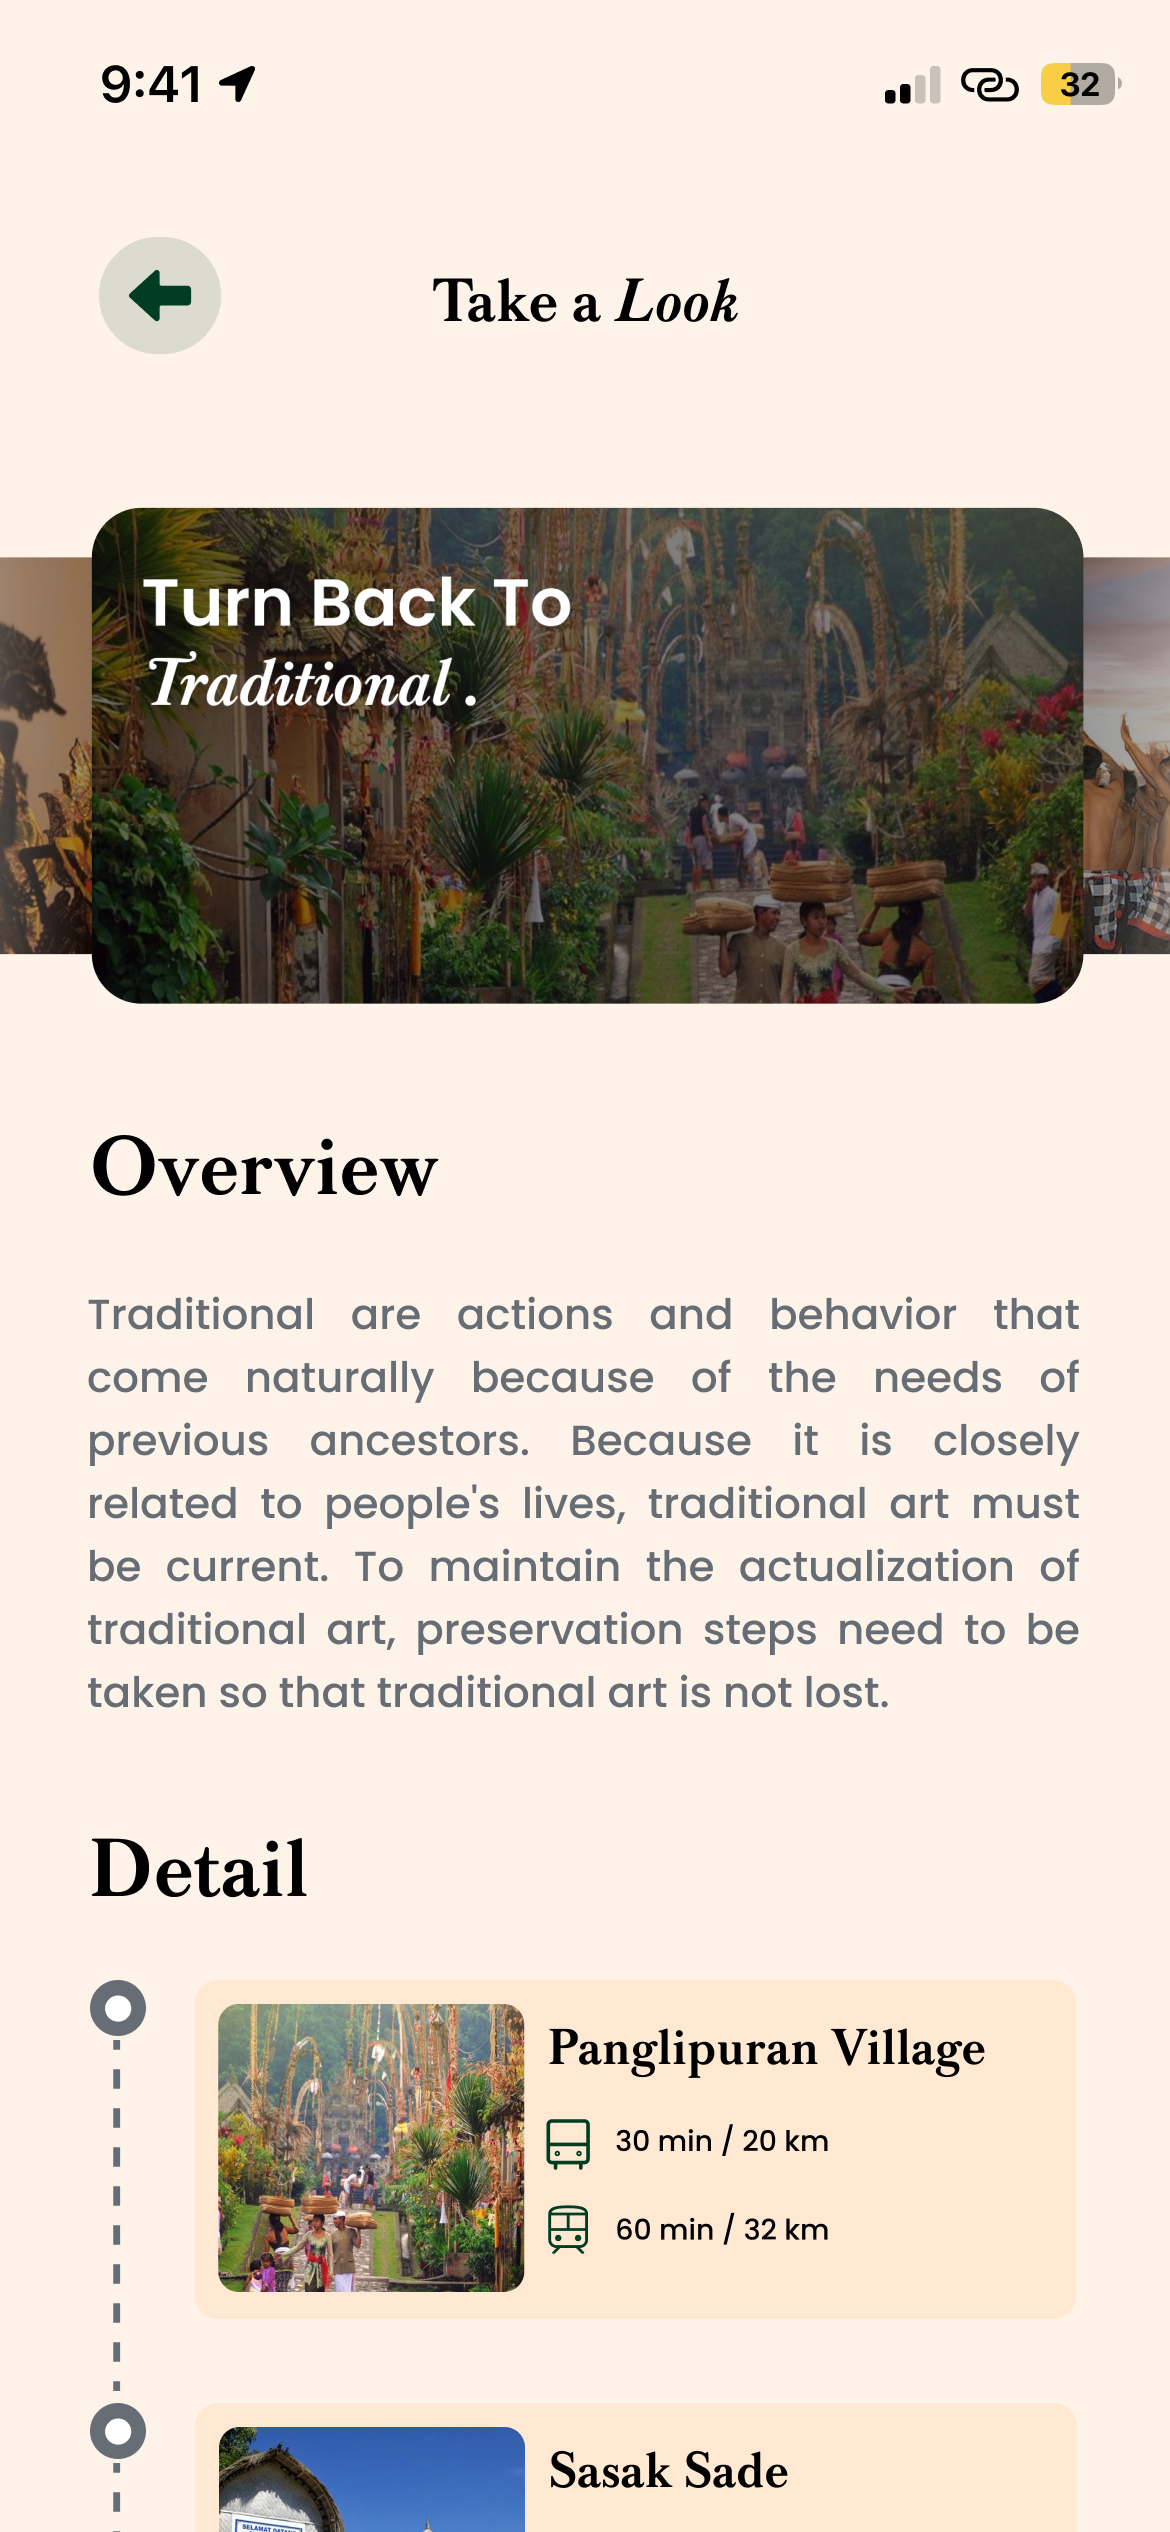 9:41
32
Take a Look
Turn Back To
Traditional .
Overview
Traditional are actions and behavior that
come naturally because of the needs of
previous ancestors. Because it is closely
related to people's lives, traditional art must
be current. To maintain the actualization of
traditional art, preservation steps need to be
taken so that traditional art is not lost.
Detail
Panglipuran Village
30 min / 20 km
60 min / 32 km
Sasak Sade
SELAMAT DATANG